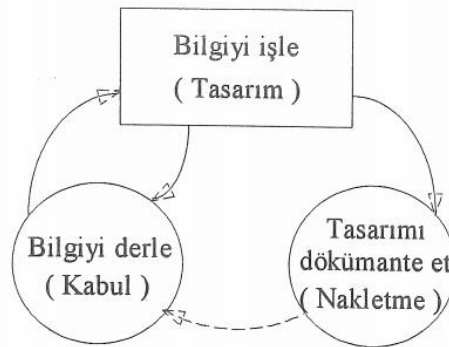 Bilgiyi işle
( Tasarım )
Bilgiyi derle
( Kabul )
Tasarımı
dökümante et
( Nakletme )